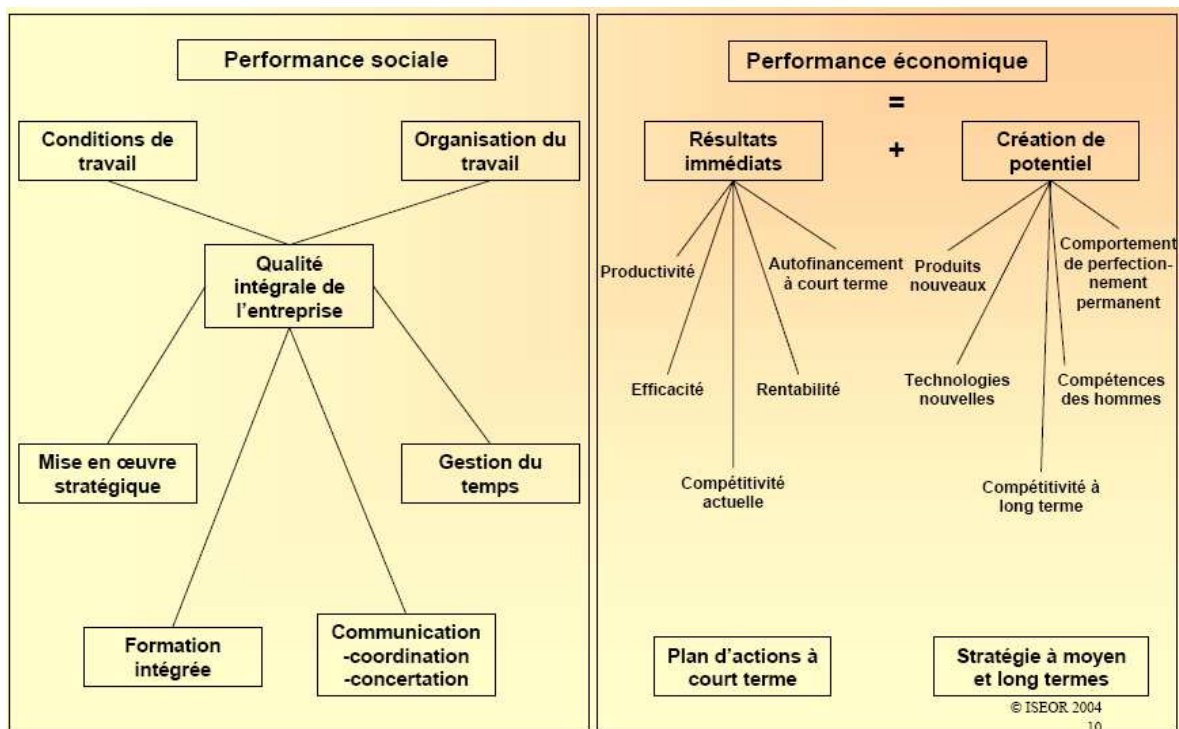 Performance sociale
Conditions de
travail
Organisation du
travail
Qualité
intégrale de
l'entreprise
Mise en œuvre
stratégique
Gestion du
temps
Formation
intégrée
Communication
-coordination
-concertation
Performance économique
=
Résultats
immédiats
+
Création de
potentiel
Productivité
Autofinancement
à court terme
Efficacité
Rentabilité
Compétitivité
actuelle
Produits
nouveaux
Comportement
de perfection-
nement
permanent
Technologies
nouvelles
Compétences
des hommes
Compétitivité à
long terme
Plan d'actions à
court terme
Stratégie à moyen
et long termes
© ISEOR 2004
10